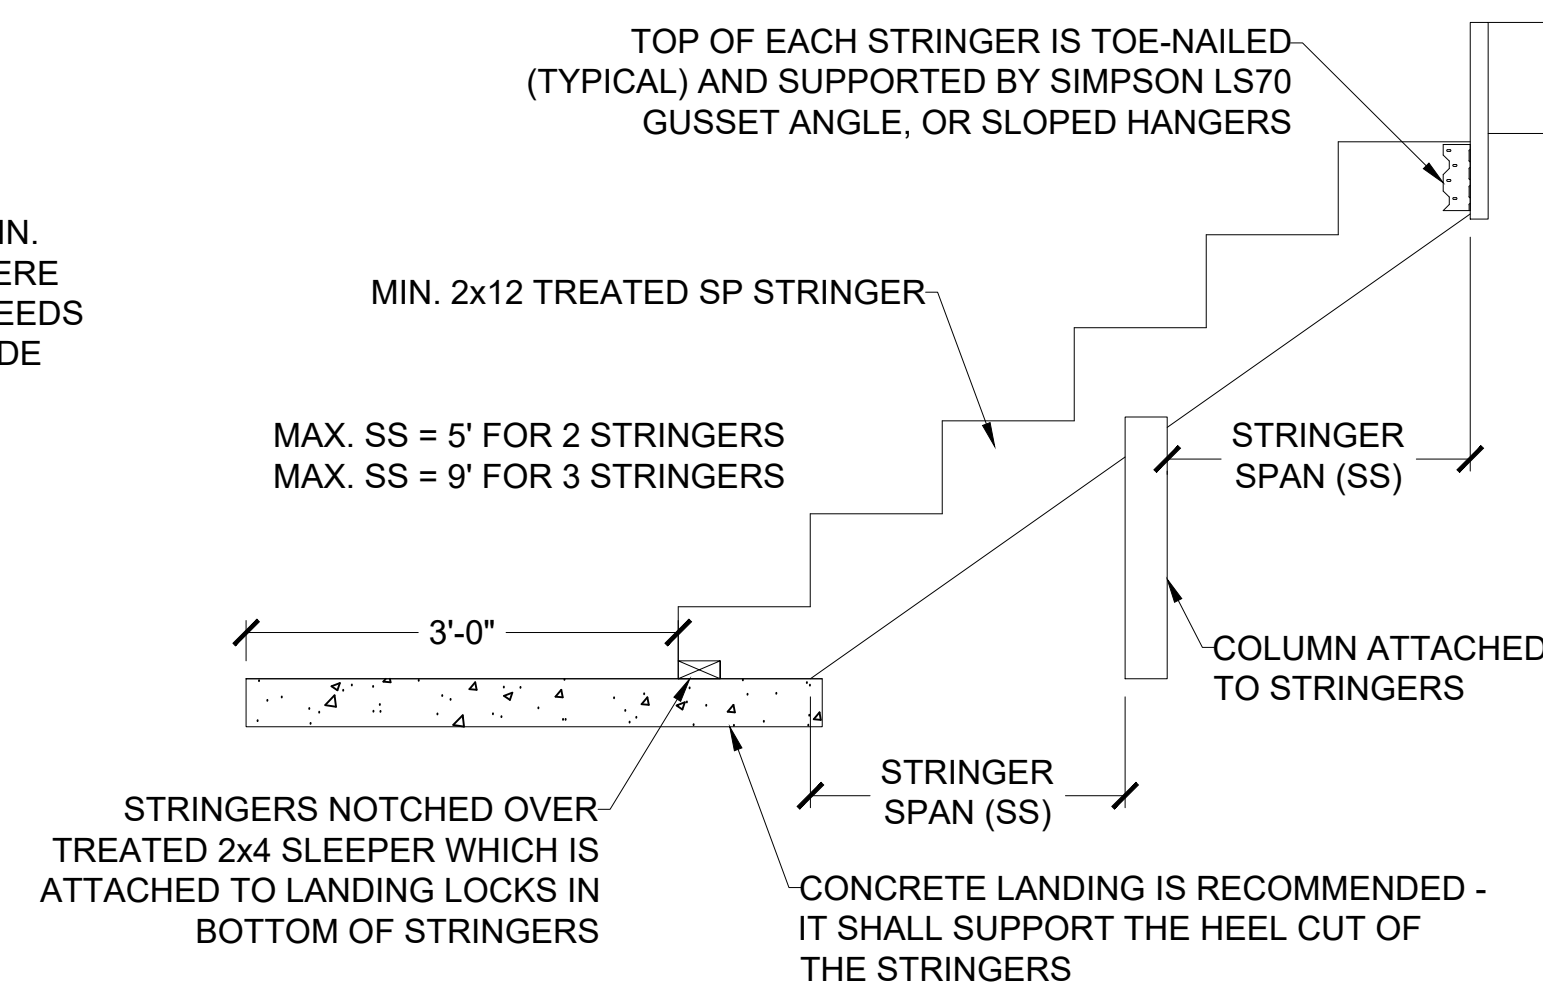 TOP OF EACH STRINGER IS TOE-NAILED
(TYPICAL) AND SUPPORTED BY SIMPSON LS70
GUSSET ANGLE, OR SLOPED HANGERS
IN.
ERE
EEDS
DE
MIN. 2x12 TREATED SP STRINGER
MAX. SS = 5' FOR 2 STRINGERS
MAX. SS = 9' FOR 3 STRINGERS
STRINGER
SPAN (SS)
3'-0"
COLUMN ATTACHED
TO STRINGERS
STRINGER
SPAN (SS)
STRINGERS NOTCHED OVER
TREATED 2x4 SLEEPER WHICH IS
ATTACHED TO LANDING LOCKS IN
BOTTOM OF STRINGERS
CONCRETE LANDING IS RECOMMENDED -
IT SHALL SUPPORT THE HEEL CUT OF
THE STRINGERS